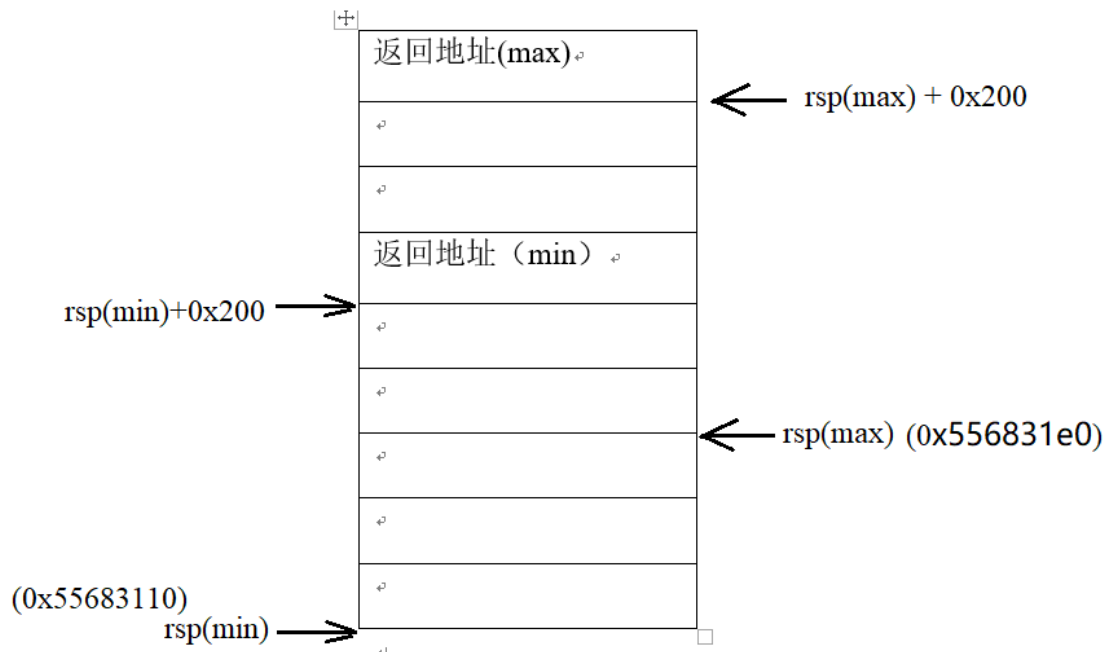 返回地址(max)
rsp(max) + 0x200
返回地址（min）
rsp(min)+0x200
rsp(max) (0x556831e0)
(0x55683110)
rsp(min)